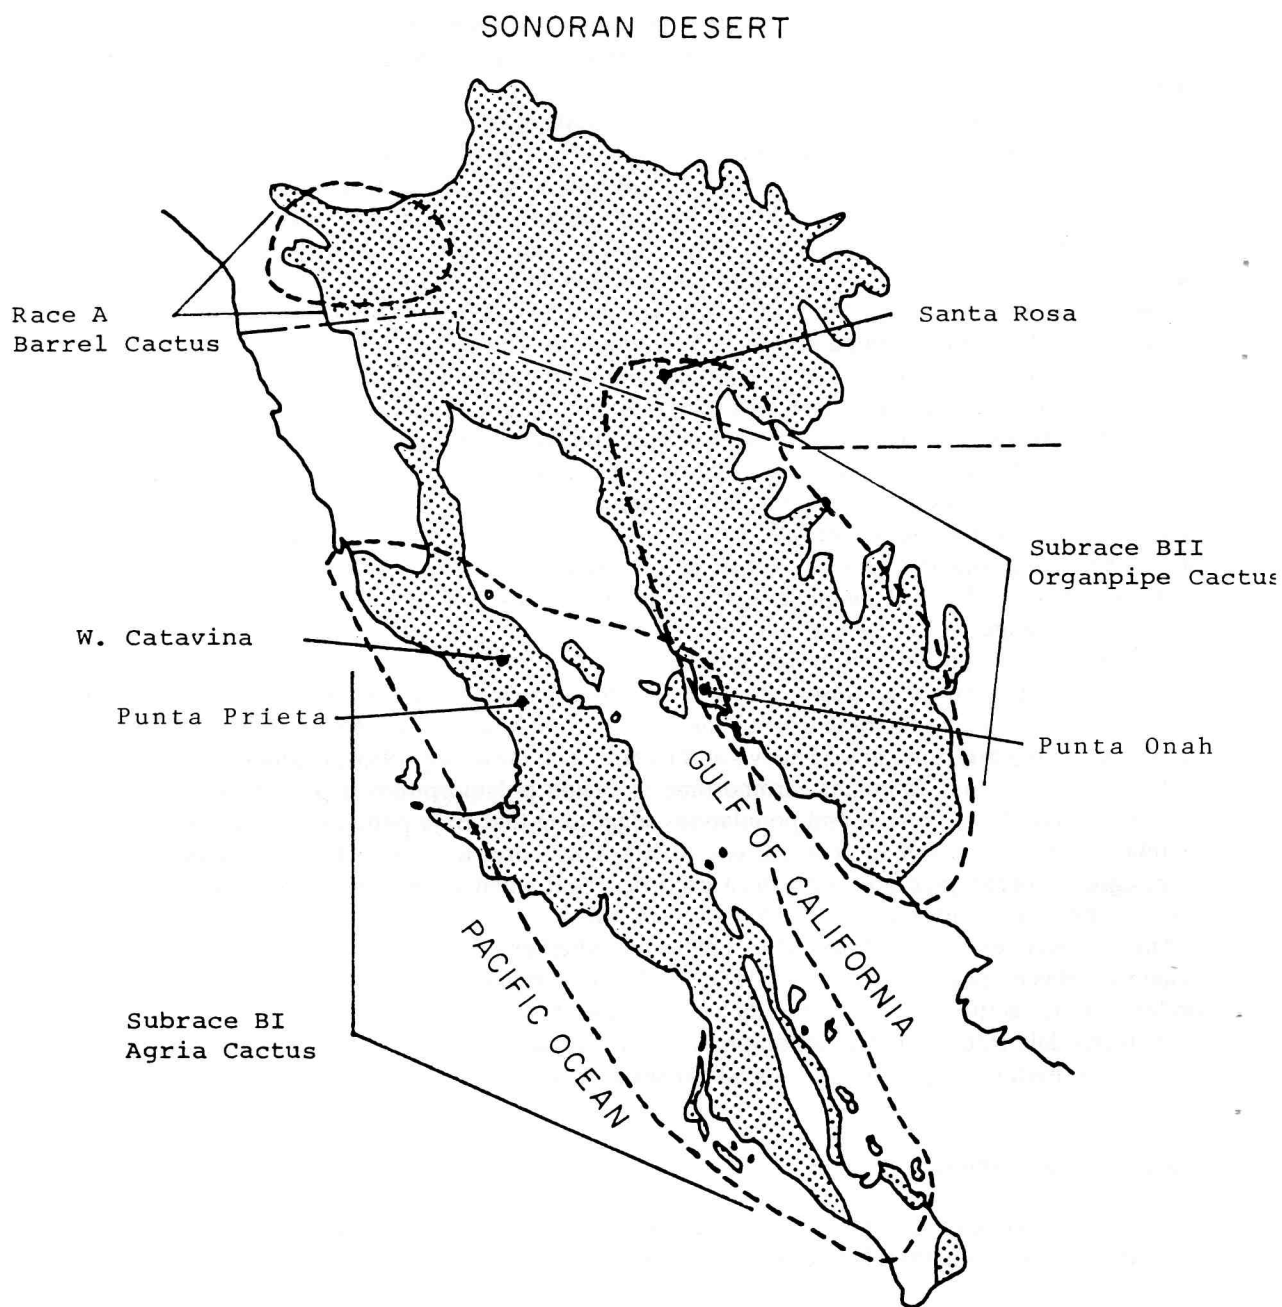 SONORAN DESERT
Race A
Barrel Cactus
Santa Rosa
Subrace BII
Organpipe Cactus
W. Catavina
Punta Prieta
Punta Onah
GULF OF CALIFORNIA
PACIFIC OCEAN
Subrace BI
Agria Cactus